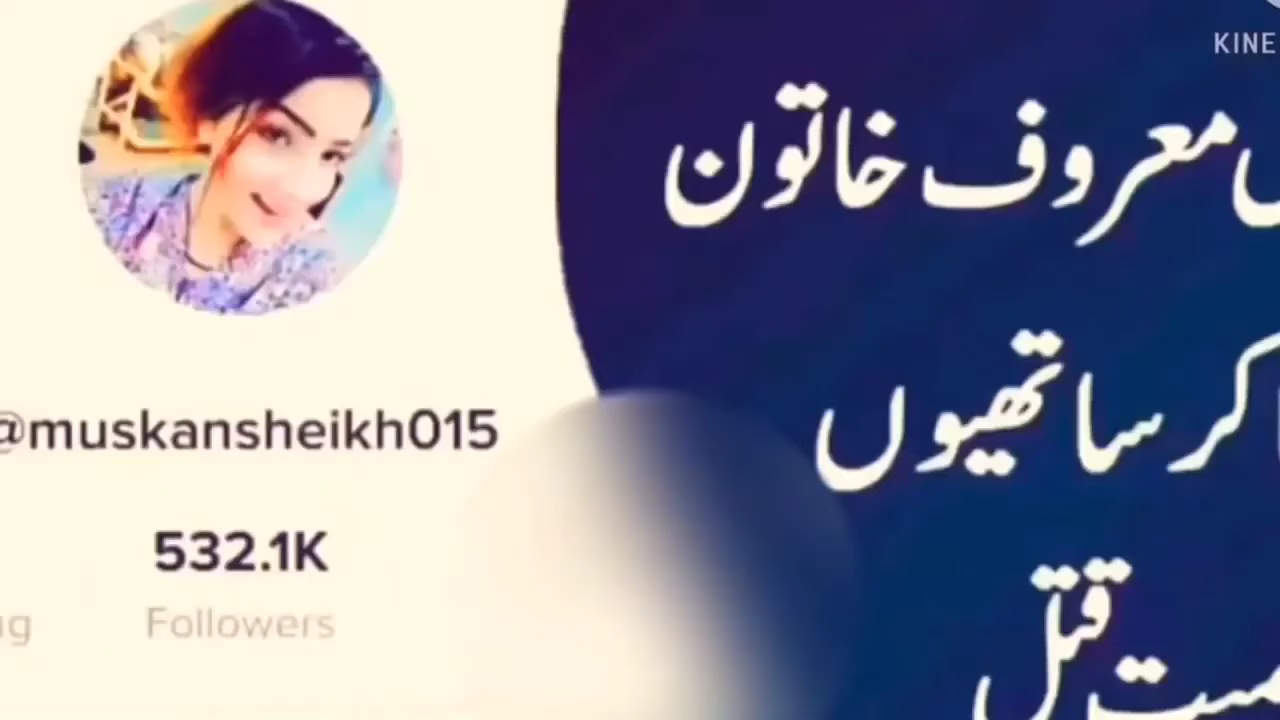 KINE
@muskansheikh015
532.1K
Followers
معروف خاتون
کر ساتھیوں
قتل